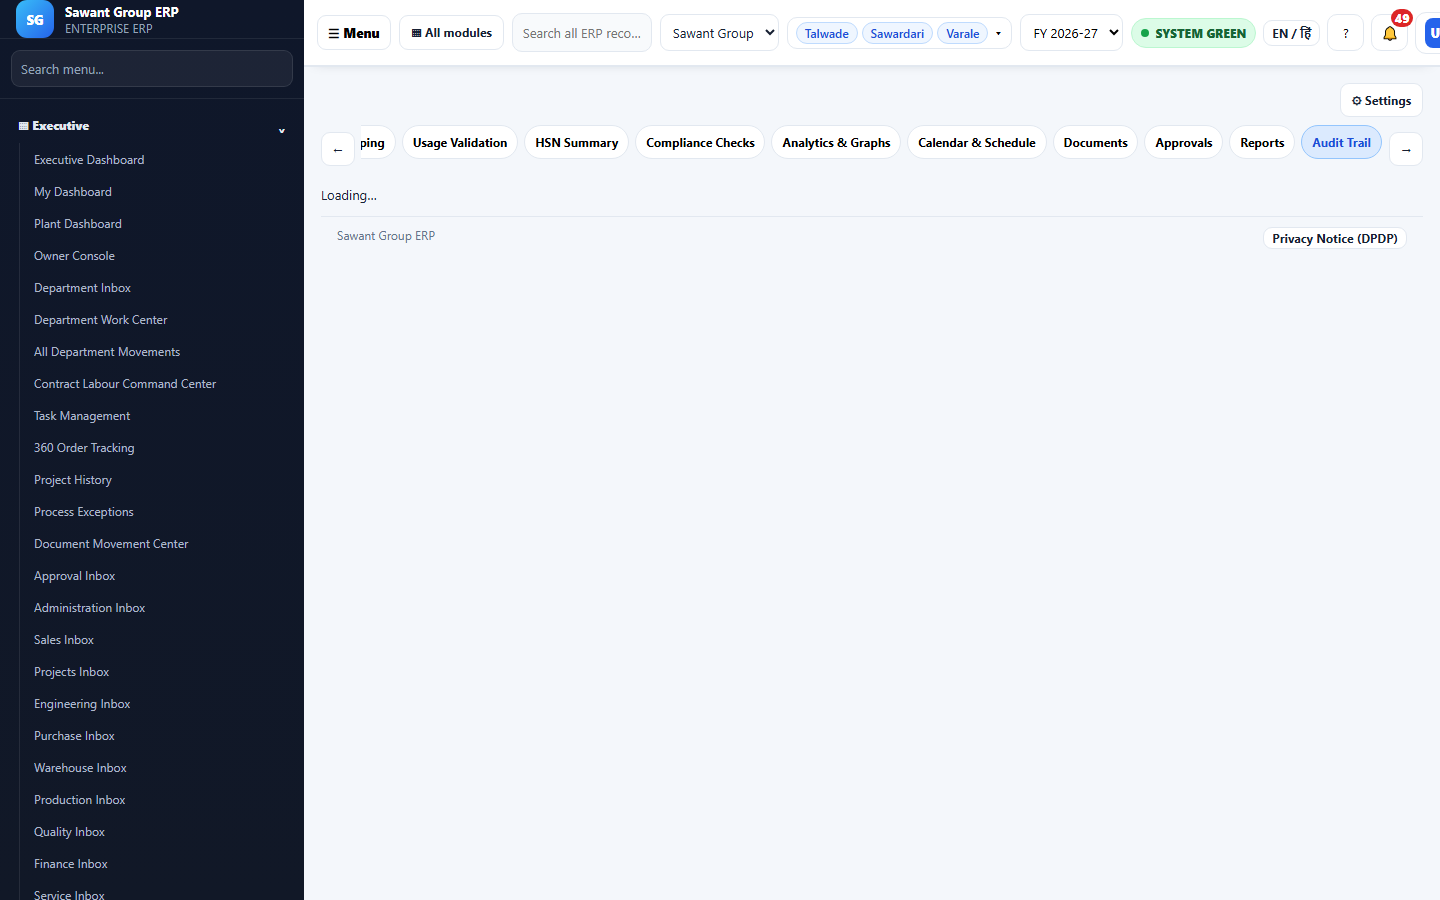 SG
Sawant Group ERP
ENTERPRISE ERP
Search menu...
Executive
Executive Dashboard
My Dashboard
Plant Dashboard
Owner Console
Department Inbox
Department Work Center
All Department Movements
Contract Labour Command Center
Task Management
360 Order Tracking
Project History
Process Exceptions
Document Movement Center
Approval Inbox
Administration Inbox
Sales Inbox
Projects Inbox
Engineering Inbox
Purchase Inbox
Warehouse Inbox
Production Inbox
Quality Inbox
Finance Inbox
Service Inbox
☰ Menu
All modules
Search all ERP reco...
Sawant Group
Talwade Sawardari Varale
FY 2026-27
SYSTEM GREEN
EN / हिं
?
49
U
⚙ Settings
←
ping
Usage Validation
HSN Summary
Compliance Checks
Analytics & Graphs
Calendar & Schedule
Documents
Approvals
Reports
Audit Trail
→
Loading...
Sawant Group ERP
Privacy Notice (DPDP)